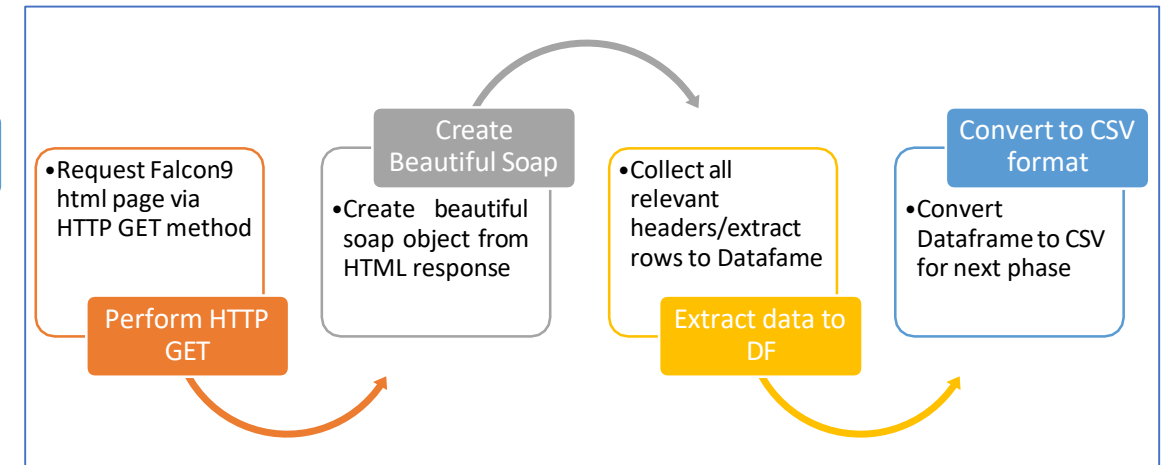 •Request Falcon9
html page via
HTTP GET method
Perform HTTP
GET
Create
Beautiful Soap
•Create beautiful
soap object from
HTML response
•Collect all
relevant
headers/extract
rows to Datafame
Extract data to
DF
Convert to CSV
format
•Convert
Dataframe to CSV
for next phase